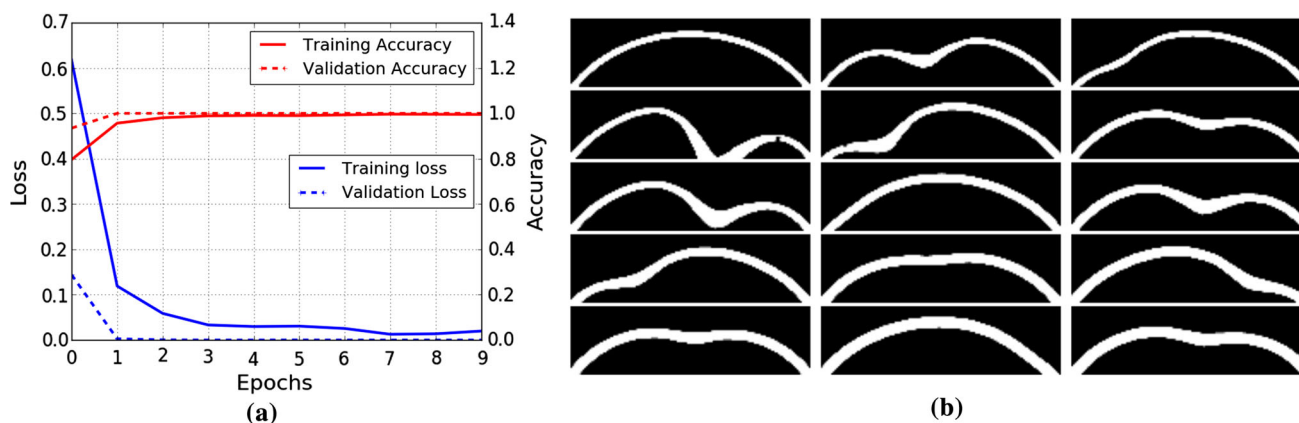 0.7
0.6
0.5
0.4
0.3
0.2
0.1
0.0
Loss
1.4
1.2
1.0
0.8
0.6
0.4
0.2
0.0
Accuracy
Training Accuracy
Validation Accuracy
Training loss
Validation Loss
0 1 2 3 4 5 6 7 8 9
Epochs
(a)
(b)